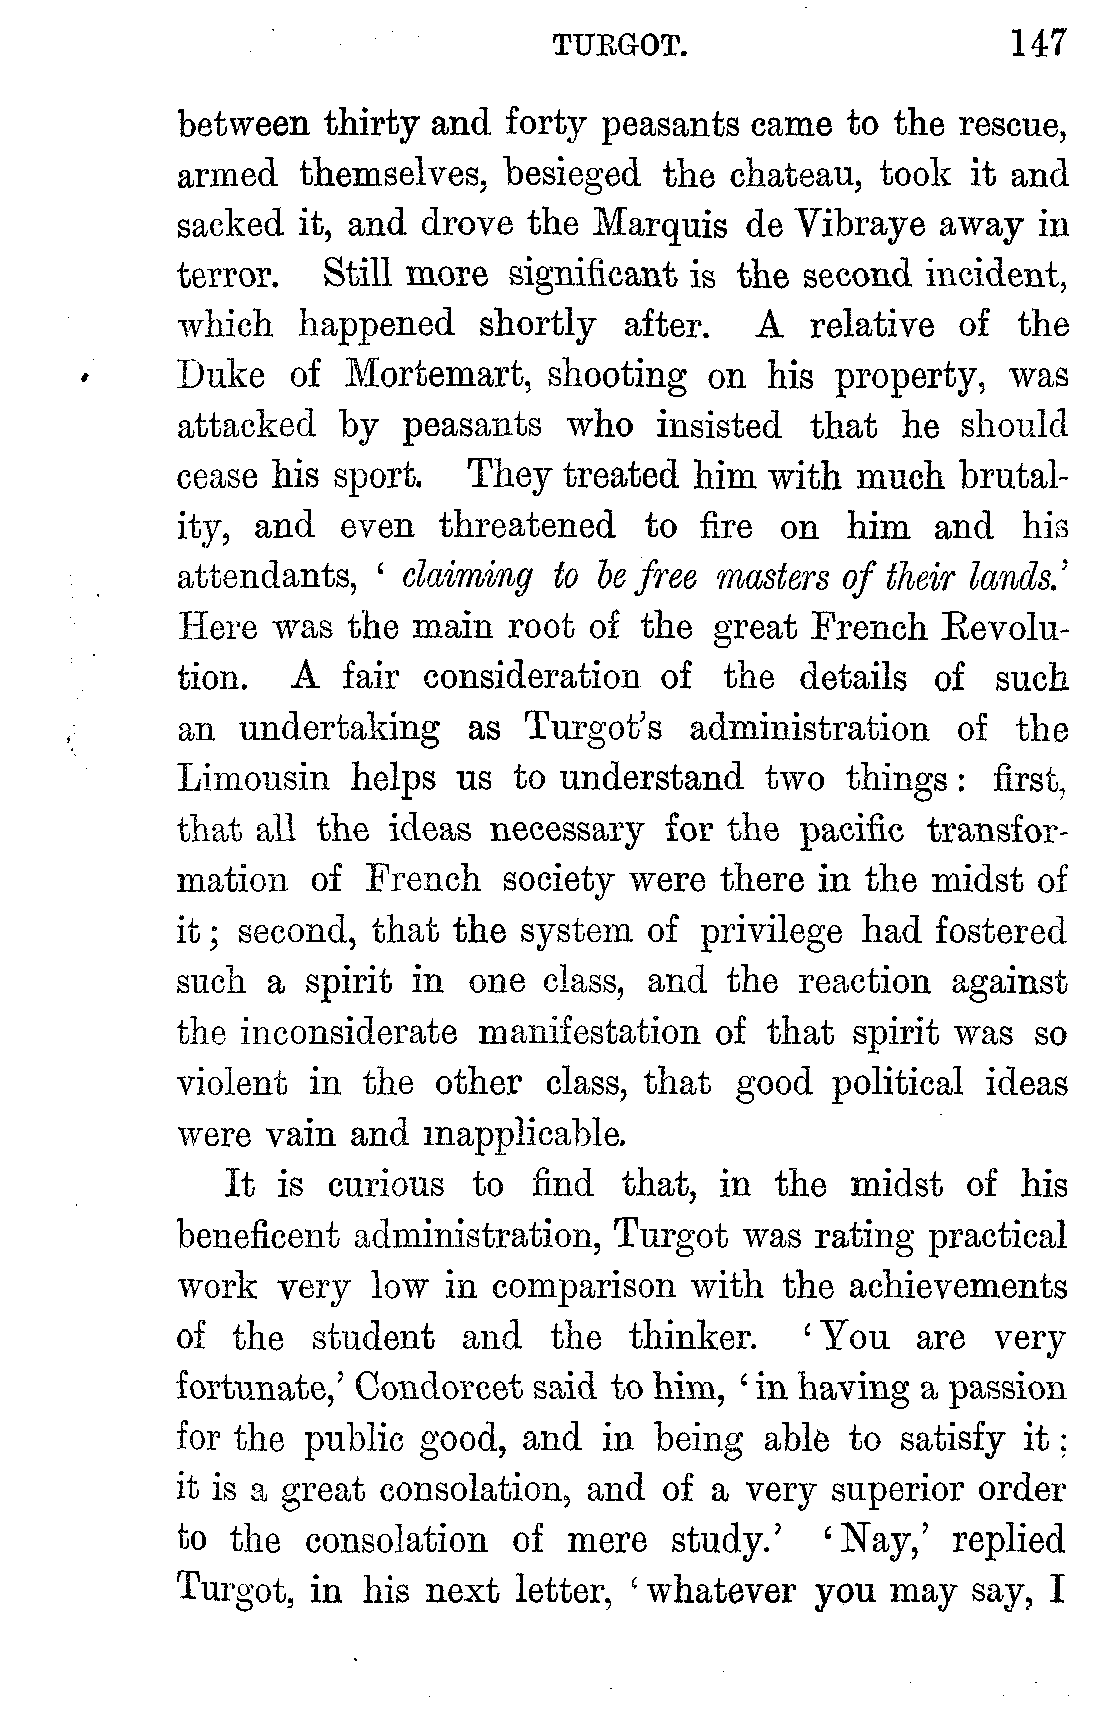 TURGOT. 147
between thirty and forty peasants came to the rescue,
armed themselves, besieged the chateau, took it and
sacked it, and drove the Marquis de Vibraye away in
terror. Still more significant is the second incident,
which happened shortly after. A relative of the
Duke of Mortemart, shooting on his property, was
attacked by peasants who insisted that he should
cease his sport. They treated him with much brutal-
ity, and even threatened to fire on him and his
attendants, ‘ claiming to be free masters of their lands.’
Here was the main root of the great French Revolu-
tion. A fair consideration of the details of such
an undertaking as Turgot’s administration of the
Limousin helps us to understand two things : first,
that all the ideas necessary for the pacific transfor-
mation of French society were there in the midst of
it ; second, that the system of privilege had fostered
such a spirit in one class, and the reaction against
the inconsiderate manifestation of that spirit was so
violent in the other class, that good political ideas
were vain and inapplicable.
It is curious to find that, in the midst of his
beneficent administration, Turgot was rating practical
work very low in comparison with the achievements
of the student and the thinker. ‘ You are very
fortunate,’ Condorcet said to him, ‘ in having a passion
for the public good, and in being able to satisfy it :
it is a great consolation, and of a very superior order
to the consolation of mere study.’ ‘ Nay,’ replied
Turgot, in his next letter, ‘ whatever you may say, I